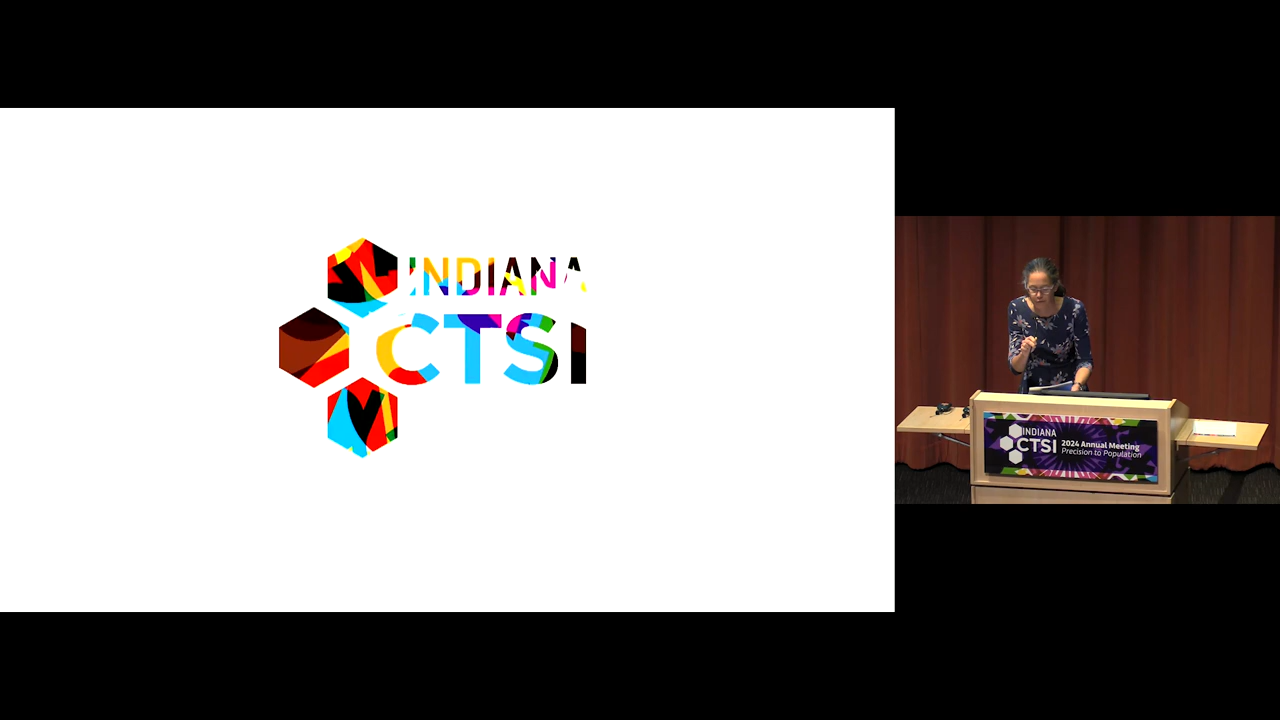 INDIANA
CTSI
INDIANA
CTSI
2024 Annual Meeting
Precision to Population